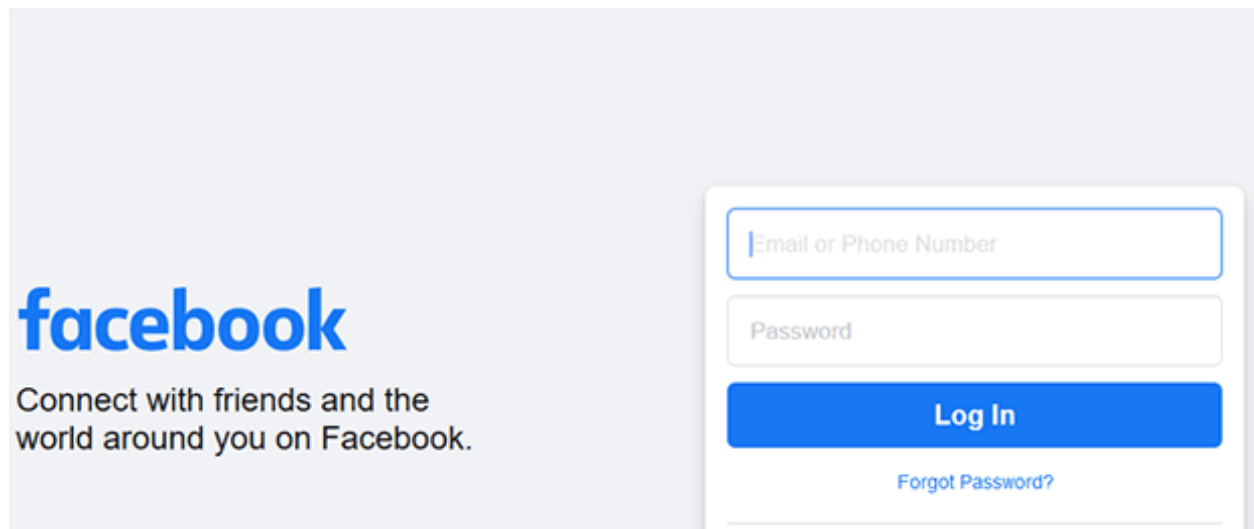 facebook
Connect with friends and the
world around you on Facebook.
Email or Phone Number
Password
Log In
Forgot Password?